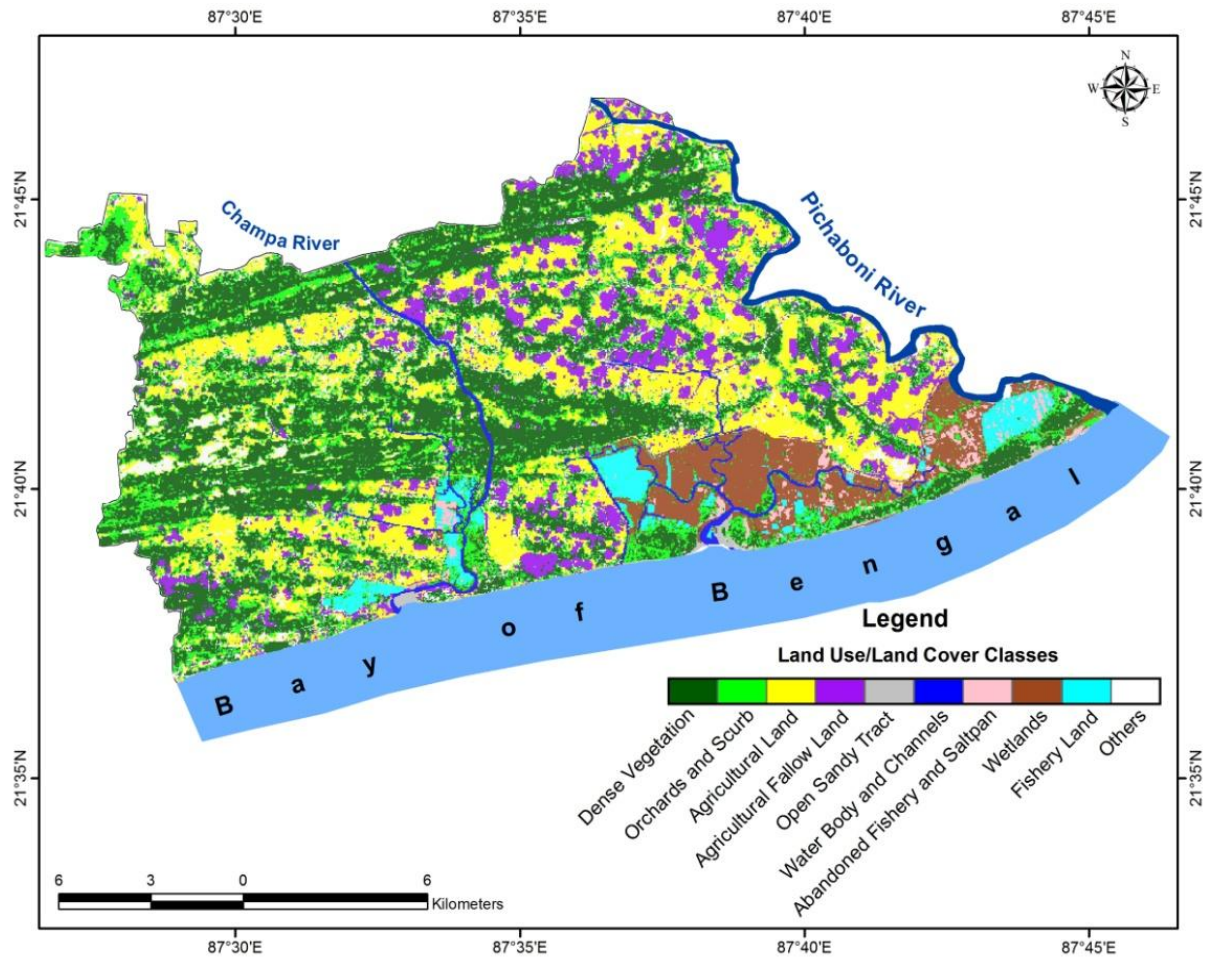 87°30'E 87°35'E 87°40'E 87°45'E
N
W E
S
21°45'N 21°45'N
Champa River
Pichaboni River
21°40'N 21°40'N
Bay of Bengal
Legend
Land Use/Land Cover Classes
Dense Vegetation
Orchards and Scurb
Agricultural Land
Agricultural Fallow Land
Open Sandy Tract
Water Body and Channels
Abandoned Fishery and Saltpan
Wetlands
Fishery Land
Others
21°35'N 21°35'N
6 3 0 6
Kilometers
87°30'E 87°35'E 87°40'E 87°45'E